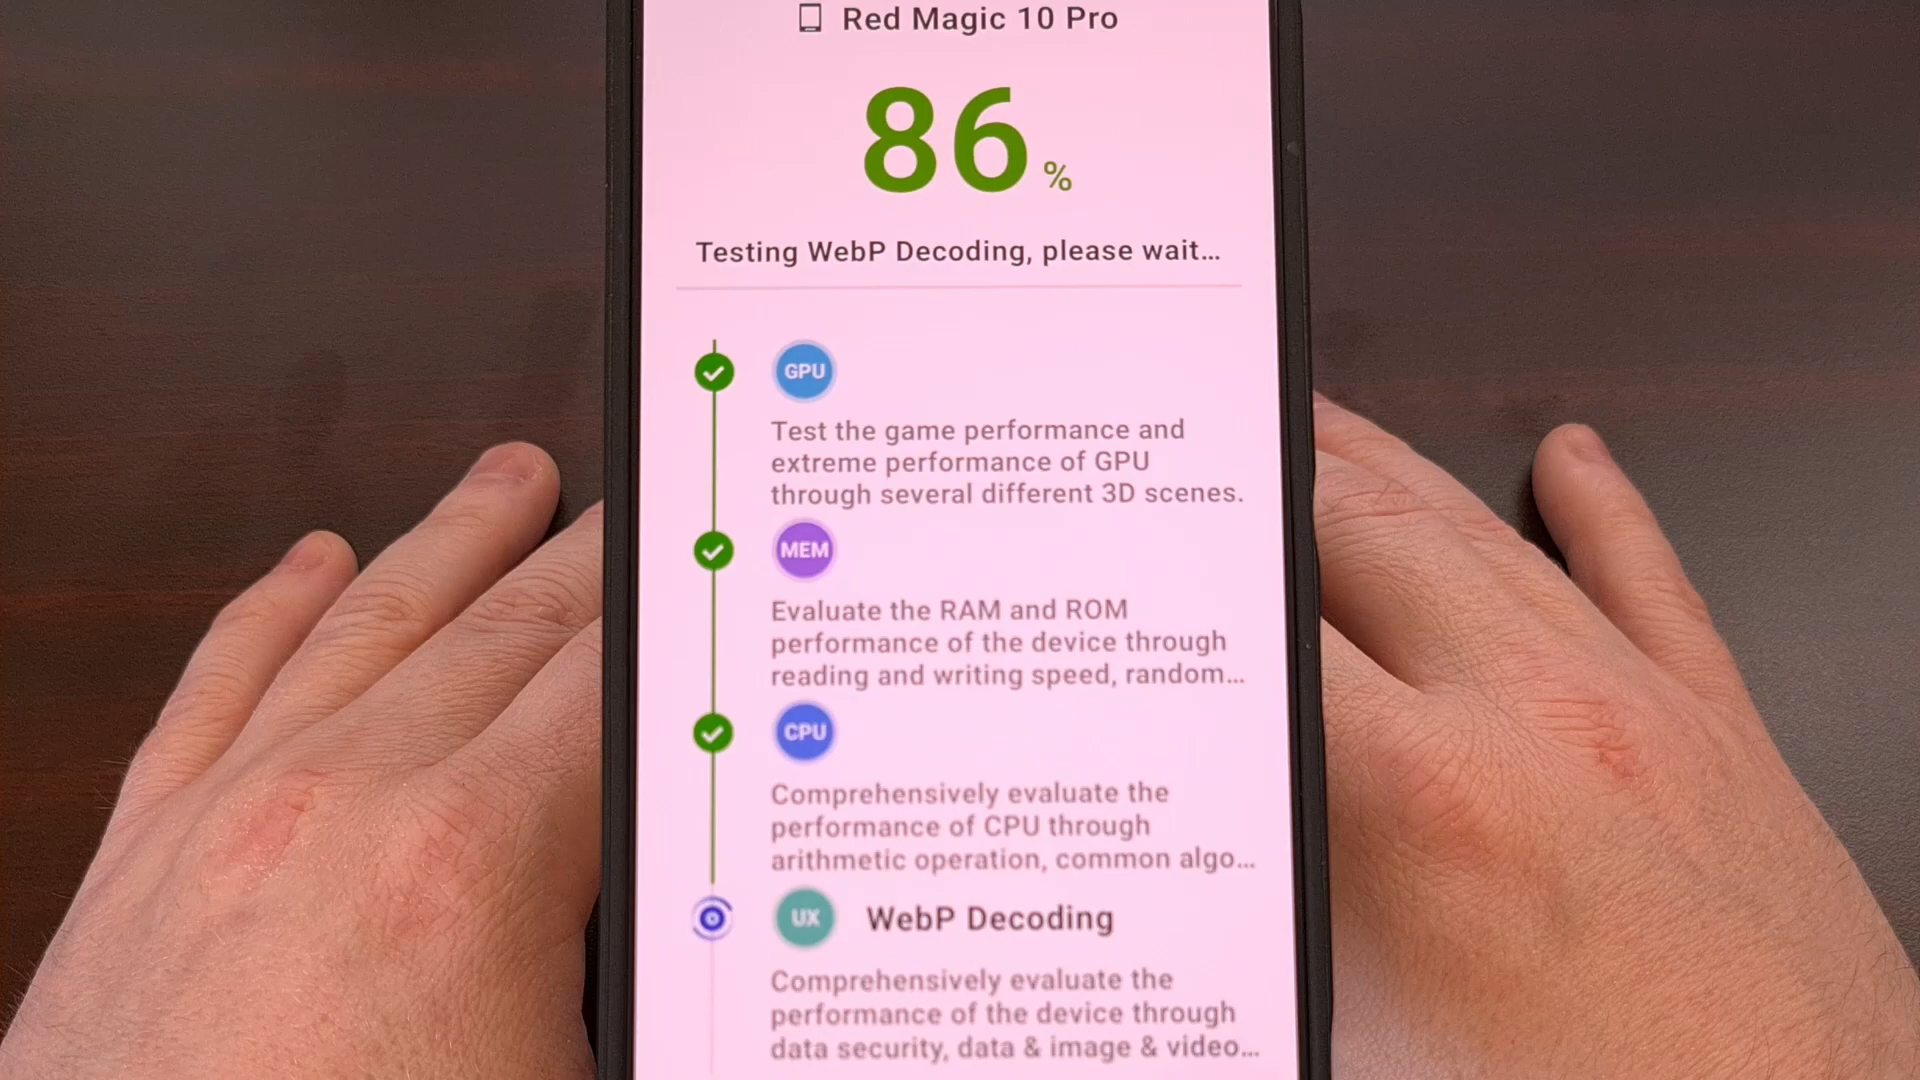 Red Magic 10 Pro
86 %
Testing WebP Decoding, please wait...
GPU
Test the game performance and
extreme performance of GPU
through several different 3D scenes.
MEM
Evaluate the RAM and ROM
performance of the device through
reading and writing speed, random...
CPU
Comprehensively evaluate the
performance of CPU through
arithmetic operation, common algo...
UX WebP Decoding
Comprehensively evaluate the
performance of the device through
data security, data & image & video...